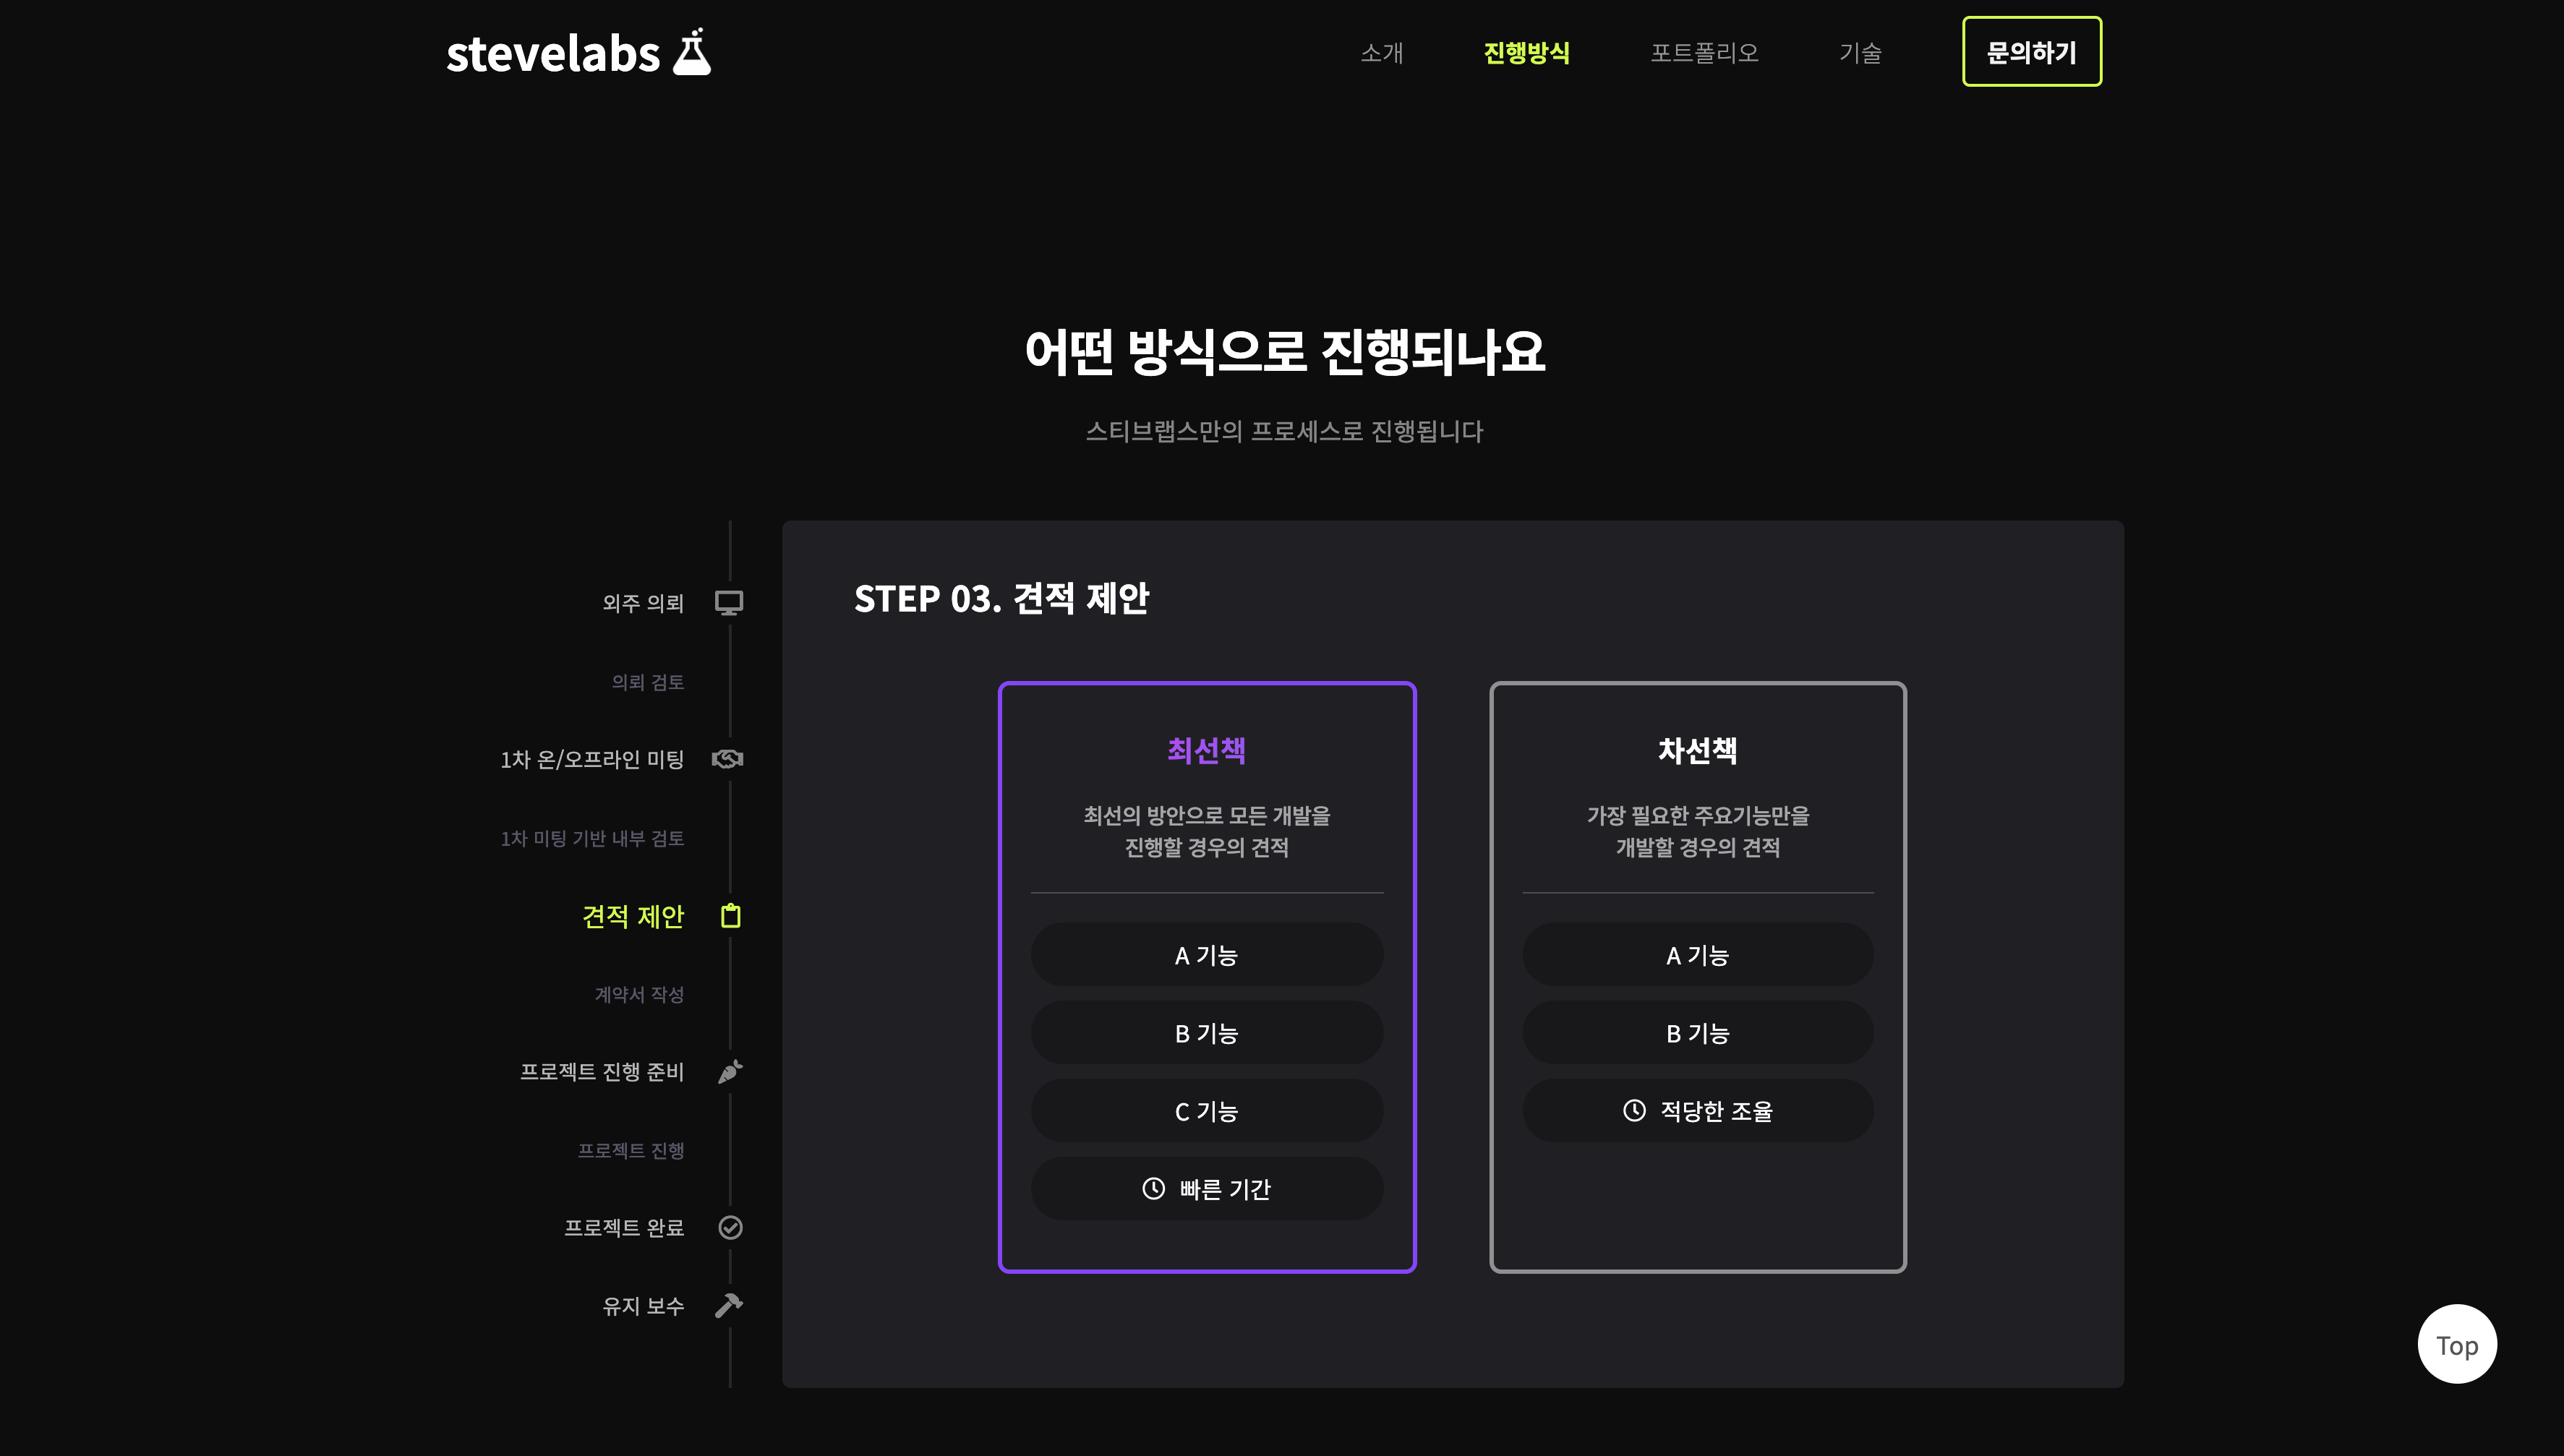 stevelabs
소개
진행방식
포트폴리오
기술
문의하기
어떤 방식으로 진행되나요
스티브랩스만의 프로세스로 진행됩니다
외주 의뢰
의뢰 검토
1차 온/오프라인 미팅
1차 미팅 기반 내부 검토
견적 제안
계약서 작성
프로젝트 진행 준비
프로젝트 진행
프로젝트 완료
유지 보수
STEP 03. 견적 제안
최선책
최선의 방안으로 모든 개발을
진행할 경우의 견적
A 기능
B 기능
C 기능
빠른 기간
차선책
가장 필요한 주요기능만을
개발할 경우의 견적
A 기능
B 기능
적당한 조율
Top